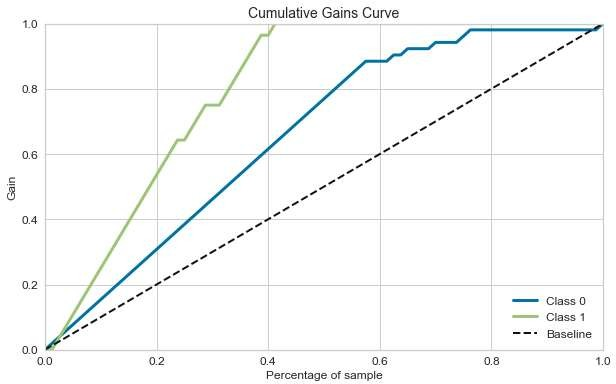 Cumulative Gains Curve
1.0
0.8
0.6
0.4
0.2
0.0
Gain
0.0
0.2
0.4
0.6
0.8
1.0
Percentage of sample
Class 0
Class 1
Baseline